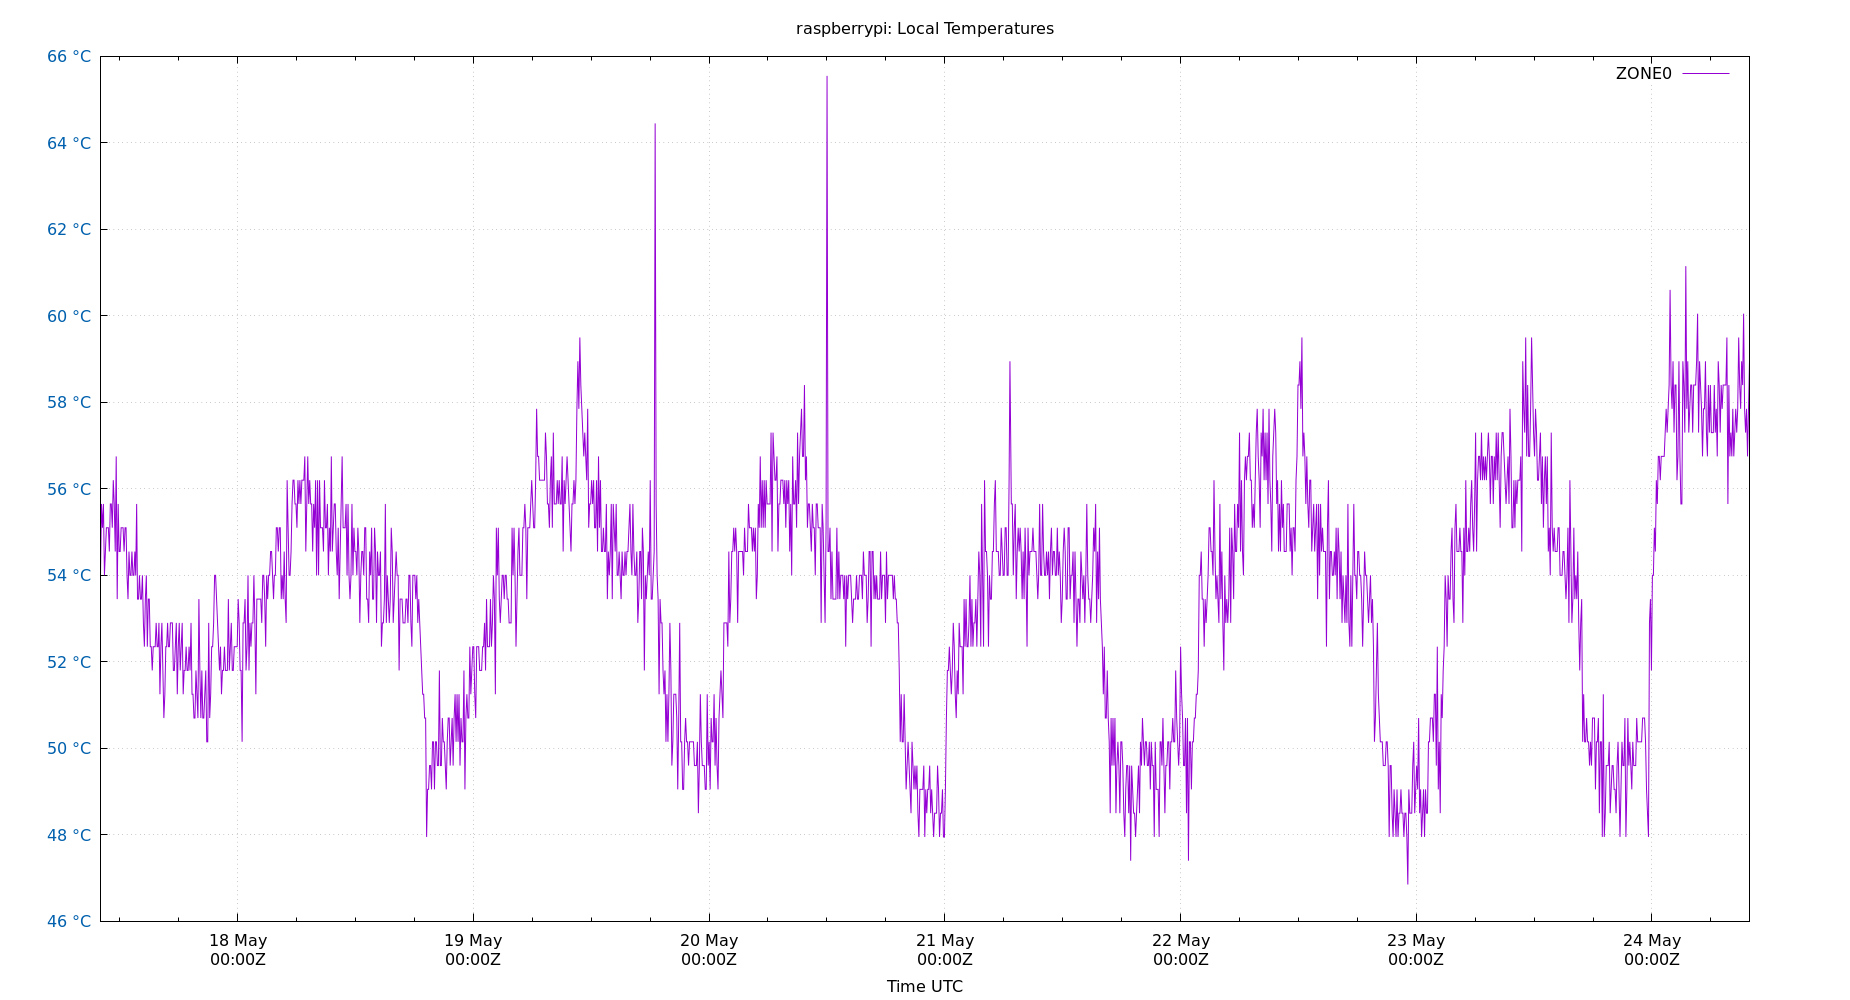 raspberrypi: Local Temperatures
66 °C
ZONE0
64 °C
62 °C
60 °C
58 °C
56 °C
54 °C
52 °C
50 °C
48 °C
46 °C
18 May 19 May 20 May 21 May 22 May 23 May 24 May
00:00Z 00:00Z 00:00Z 00:00Z 00:00Z 00:00Z 00:00Z
Time UTC